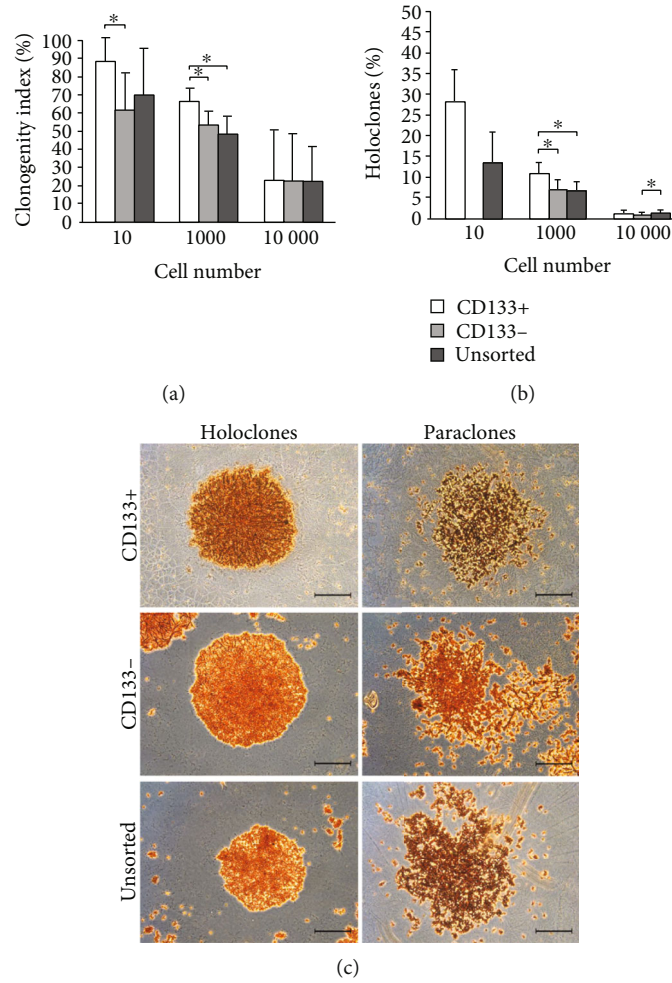 Clonogenity index (%)
100
90
80
70
60
50
40
30
20
10
0
*
*
*
10
1000
10 000
Cell number
(a)
Holoclones (%)
50
45
40
35
30
25
20
15
10
5
0
*
*
*
10
1000
10 000
Cell number
CD133+
CD133–
Unsorted
(b)
Holoclones
Paraclones
CD133+
CD133–
Unsorted
(c)